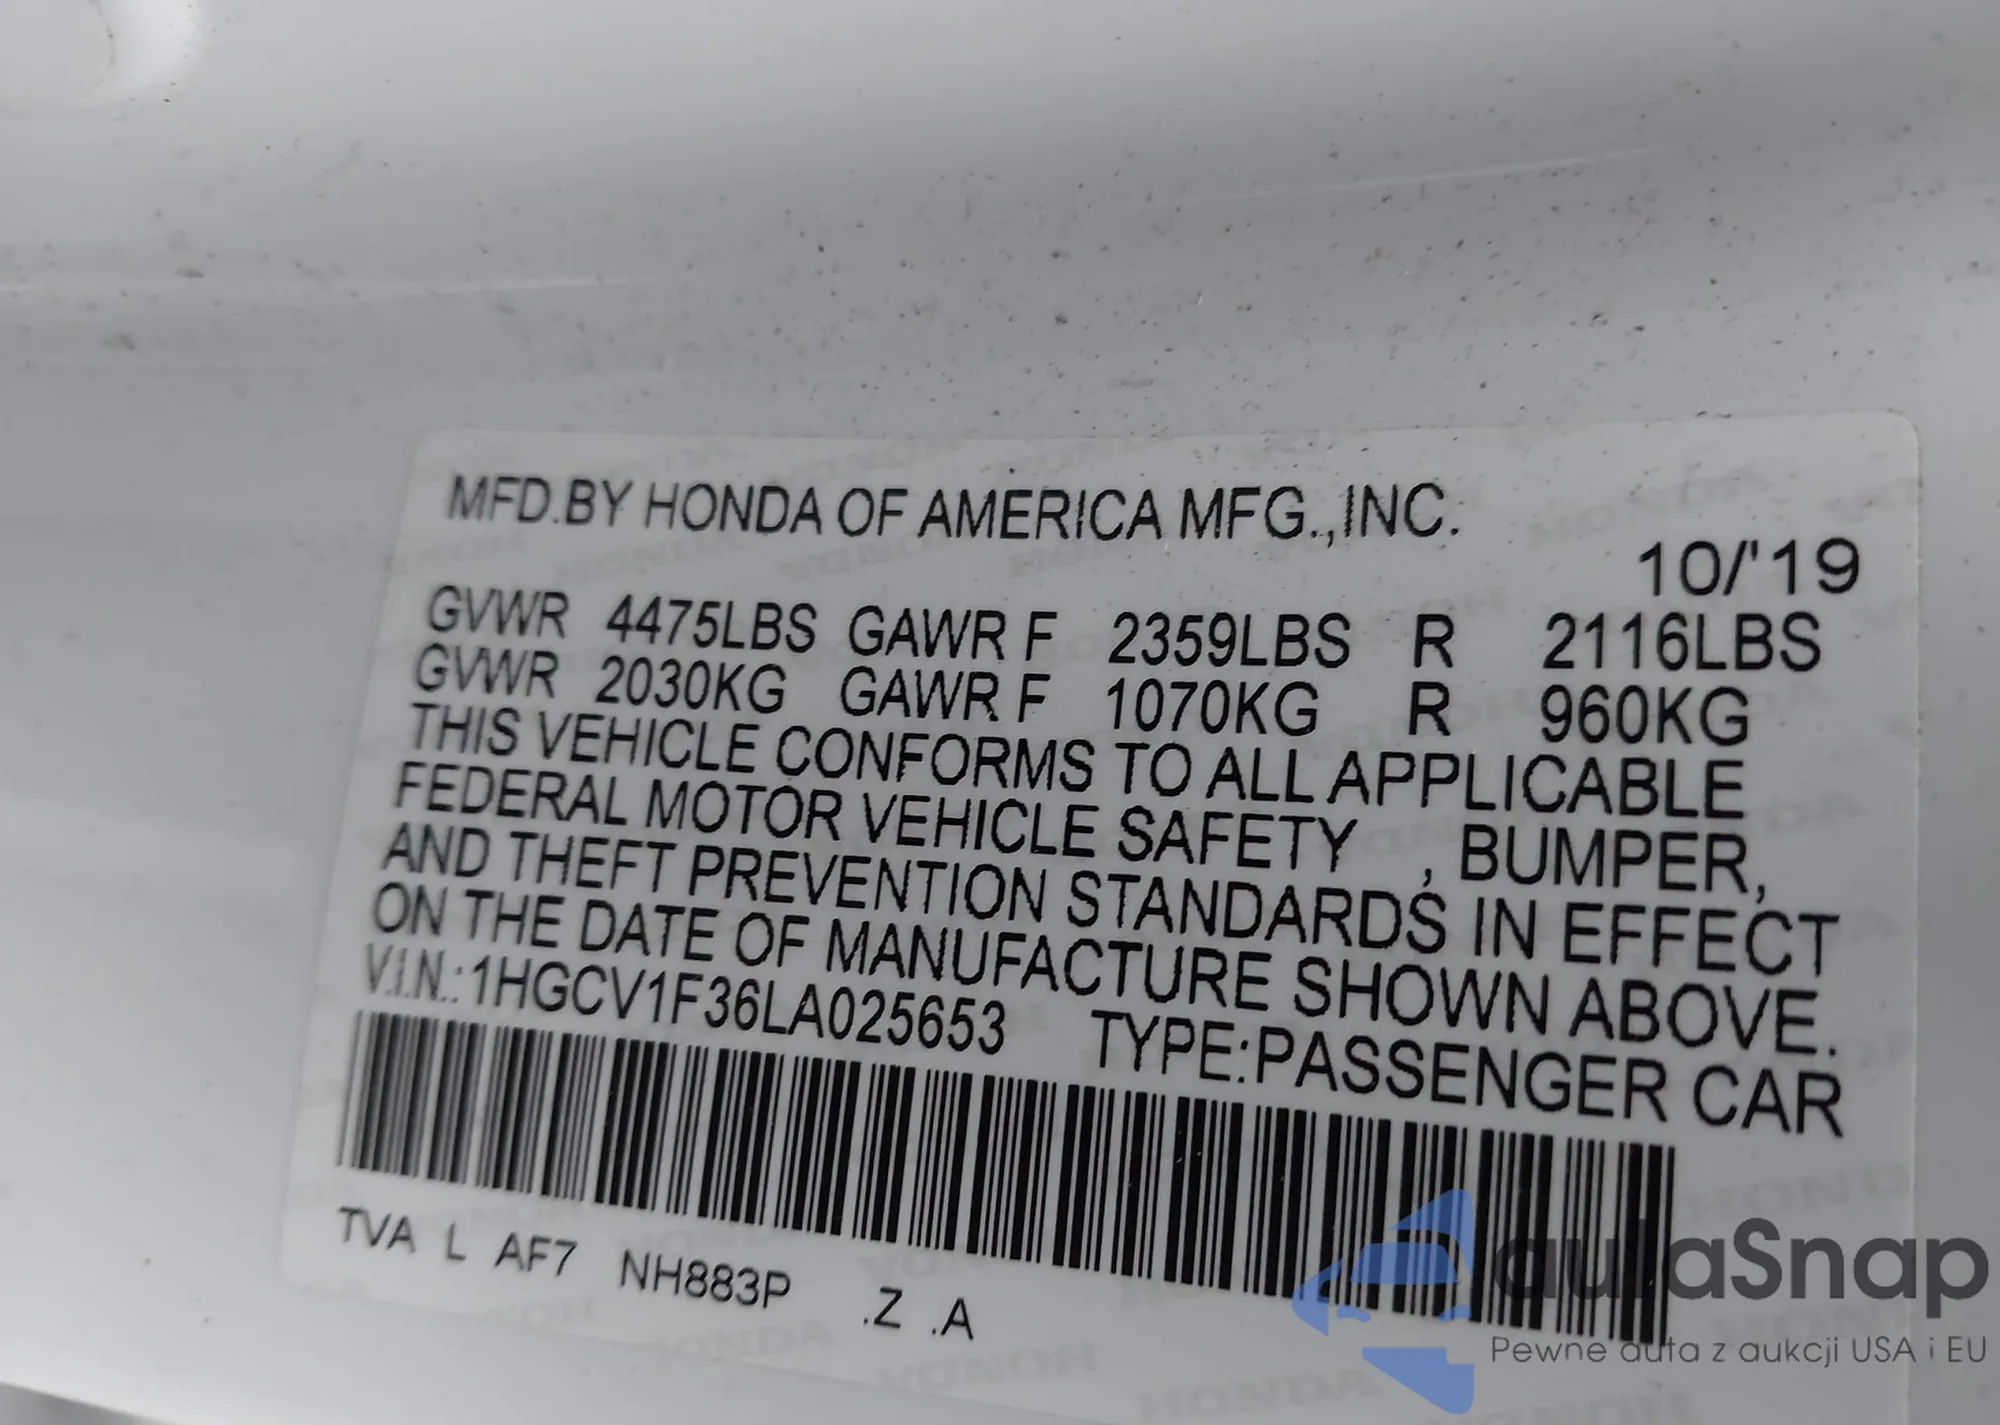 MFD.BY HONDA OF AMERICA MFG.,INC.
10/'19
GVWR 4475LBS GAWR F 2359LBS R 2116LBS
GVWR 2030KG GAWR F 1070KG R 960KG
THIS VEHICLE CONFORMS TO ALL APPLICABLE
FEDERAL MOTOR VEHICLE SAFETY , BUMPER,
AND THEFT PREVENTION STANDARDS IN EFFECT
ON THE DATE OF MANUFACTURE SHOWN ABOVE.
V.I.N.:1HGCV1F36LA025653 TYPE:PASSENGER CAR
TVA L AF7 NH883P .Z .A
aulaSnap
Pewne auta z aukcji USA i EU